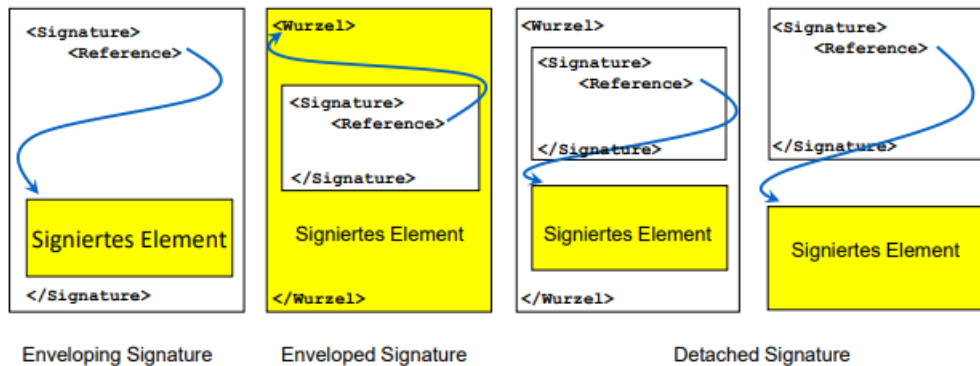 <Signature>
<Reference>
Signiertes Element
</Signature>
Enveloping Signature
<Wurzel>
<Signature>
<Reference>
</Signature>
Signiertes Element
</Wurzel>
Enveloped Signature
<Wurzel>
<Signature>
<Reference>
</Signature>
Signiertes Element
</Wurzel>
<Signature>
<Reference>
</Signature>
Signiertes Element
Detached Signature